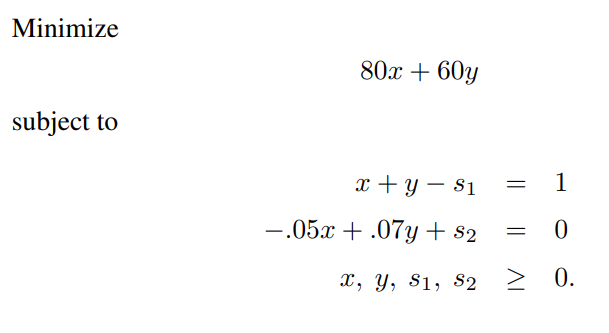 Minimize
80x + 60y
subject to
x + y − s₁ = 1
−.05x + .07y + s₂ = 0
x, y, s₁, s₂ ≥ 0.